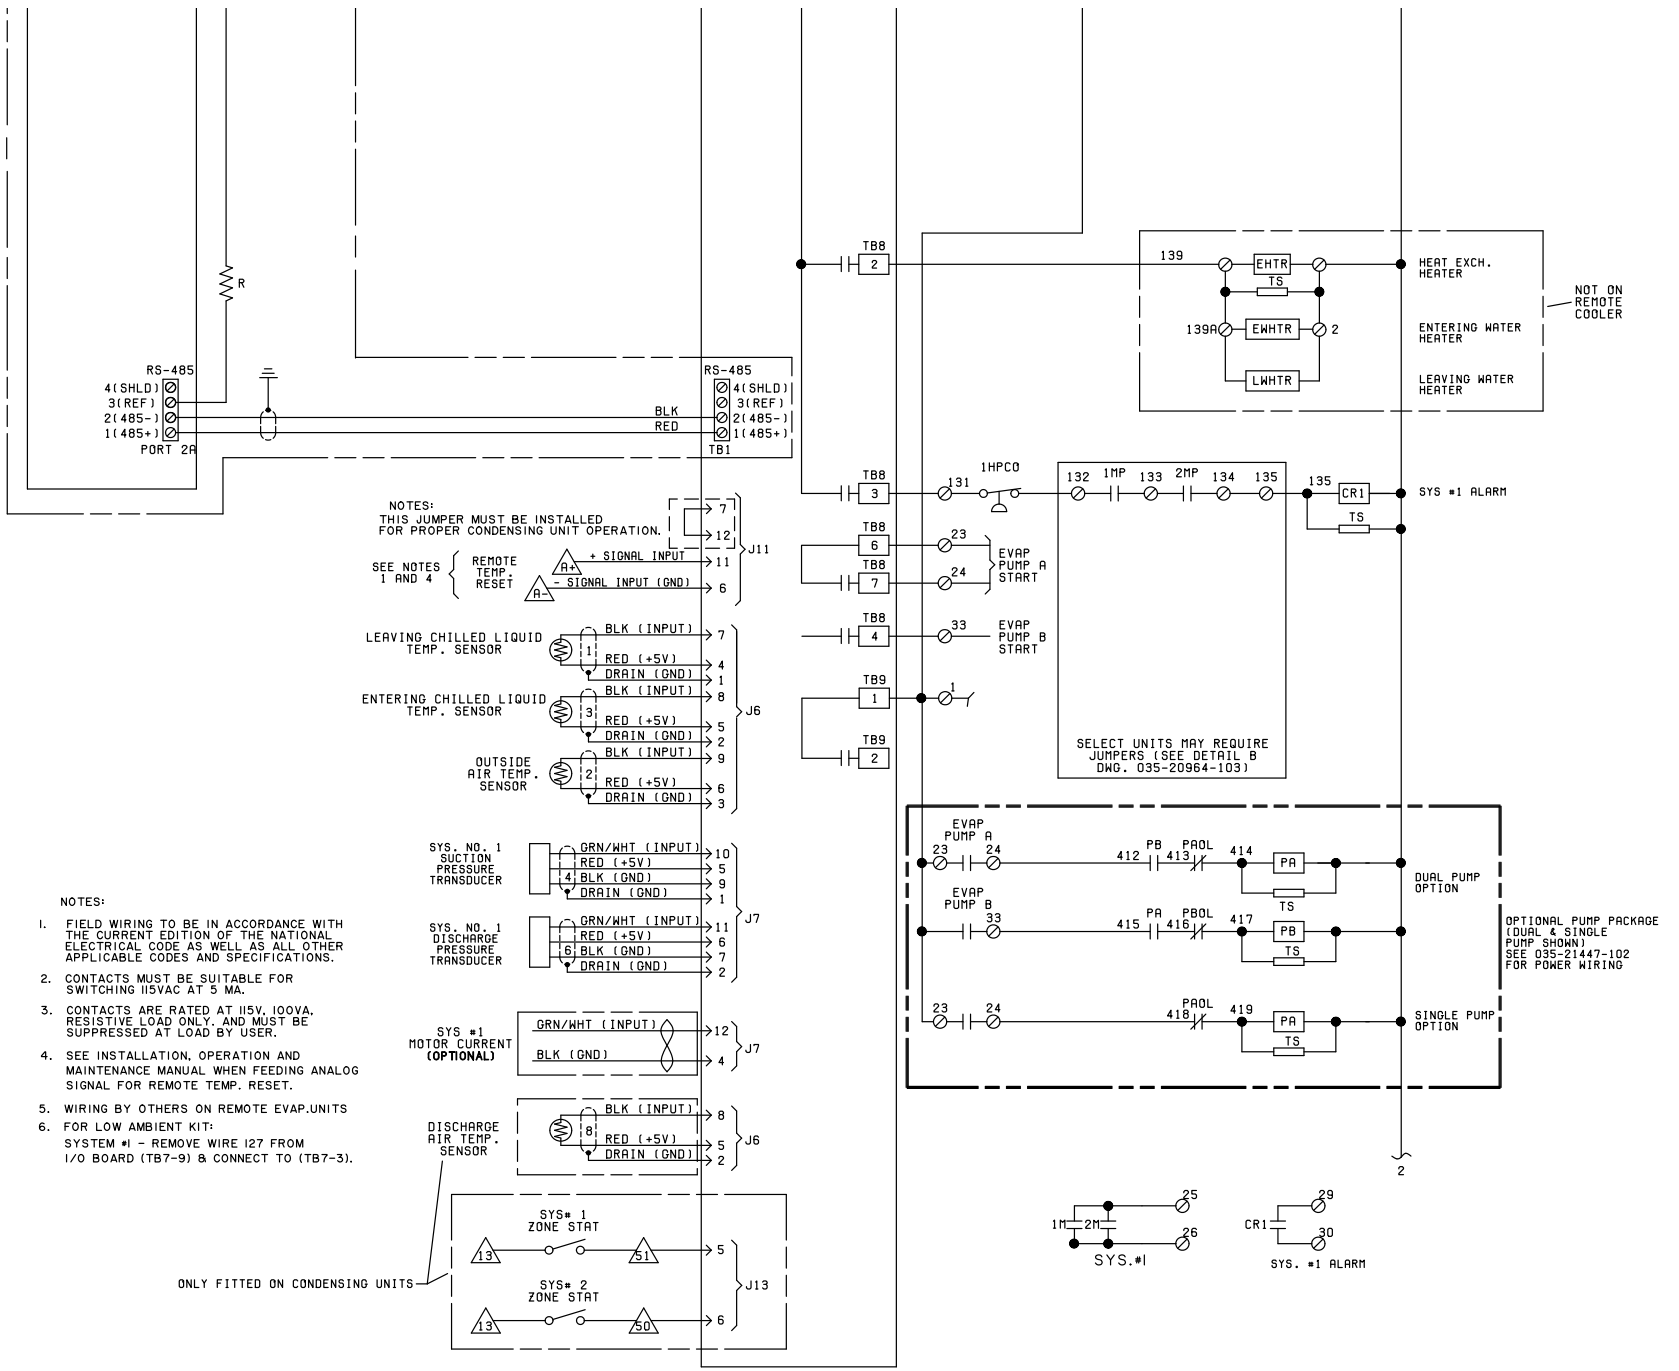 R
RS-485
4(SHLD)
3(REF)
2(485-)
1(485+)
PORT 2A
BLK
RED
RS-485
4(SHLD)
3(REF)
2(485-)
1(485+)
TB1
NOTES:
THIS JUMPER MUST BE INSTALLED
FOR PROPER CONDENSING UNIT OPERATION.
7
12
J11
SEE NOTES
1 AND 4
REMOTE
TEMP.
RESET
A+
+ SIGNAL INPUT
11
A-
- SIGNAL INPUT (GND)
6
LEAVING CHILLED LIQUID
TEMP. SENSOR
1
BLK (INPUT)
7
RED (+5V)
4
DRAIN (GND)
1
ENTERING CHILLED LIQUID
TEMP. SENSOR
3
BLK (INPUT)
8
RED (+5V)
5
DRAIN (GND)
2
J6
OUTSIDE
AIR TEMP.
SENSOR
2
BLK (INPUT)
9
RED (+5V)
6
DRAIN (GND)
3
SYS. NO. 1
SUCTION
PRESSURE
TRANSDUCER
4
GRN/WHT (INPUT)
10
RED (+5V)
5
BLK (GND)
9
DRAIN (GND)
1
J7
SYS. NO. 1
DISCHARGE
PRESSURE
TRANSDUCER
6
GRN/WHT (INPUT)
11
RED (+5V)
6
BLK (GND)
7
DRAIN (GND)
2
SYS #1
MOTOR CURRENT
(OPTIONAL)
GRN/WHT (INPUT)
12
BLK (GND)
4
J7
DISCHARGE
AIR TEMP.
SENSOR
8
BLK (INPUT)
8
RED (+5V)
5
DRAIN (GND)
2
J6
SYS# 1
ZONE STAT
13
51
5
SYS# 2
ZONE STAT
13
50
6
J13
ONLY FITTED ON CONDENSING UNITS
NOTES:
1. FIELD WIRING TO BE IN ACCORDANCE WITH
THE CURRENT EDITION OF THE NATIONAL
ELECTRICAL CODE AS WELL AS ALL OTHER
APPLICABLE CODES AND SPECIFICATIONS.
2. CONTACTS MUST BE SUITABLE FOR
SWITCHING 115VAC AT 5 MA.
3. CONTACTS ARE RATED AT 115V, 100VA,
RESISTIVE LOAD ONLY. AND MUST BE
SUPPRESSED AT LOAD BY USER.
4. SEE INSTALLATION, OPERATION AND
MAINTENANCE MANUAL WHEN FEEDING ANALOG
SIGNAL FOR REMOTE TEMP. RESET.
5. WIRING BY OTHERS ON REMOTE EVAP.UNITS
6. FOR LOW AMBIENT KIT:
SYSTEM #1 - REMOVE WIRE 127 FROM
I/O BOARD (TB7-9) & CONNECT TO (TB7-3).
TB8
2
139
EHTR
TS
139A
EWHTR
2
LWHTR
HEAT EXCH.
HEATER
ENTERING WATER
HEATER
LEAVING WATER
HEATER
NOT ON
REMOTE
COOLER
TB8
3
131
1HPCO
132
1MP
133
2MP
134
135
135
CR1
TS
SYS #1 ALARM
TB8
6
23
TB8
7
24
EVAP
PUMP A
START
TB8
4
33
EVAP
PUMP B
START
TB9
1
1
TB9
2
SELECT UNITS MAY REQUIRE
JUMPERS (SEE DETAIL B
DWG. 035-20964-103)
EVAP
PUMP A
23
24
412
PB
413
PAOL
414
PA
TS
DUAL PUMP
OPTION
EVAP
PUMP B
33
415
PA
416
PBOL
417
PB
TS
23
24
418
PAOL
419
PA
TS
SINGLE PUMP
OPTION
OPTIONAL PUMP PACKAGE
(DUAL & SINGLE
PUMP SHOWN)
SEE 035-21447-102
FOR POWER WIRING
2
1M
2M
25
26
SYS.#1
CR1
29
30
SYS. #1 ALARM